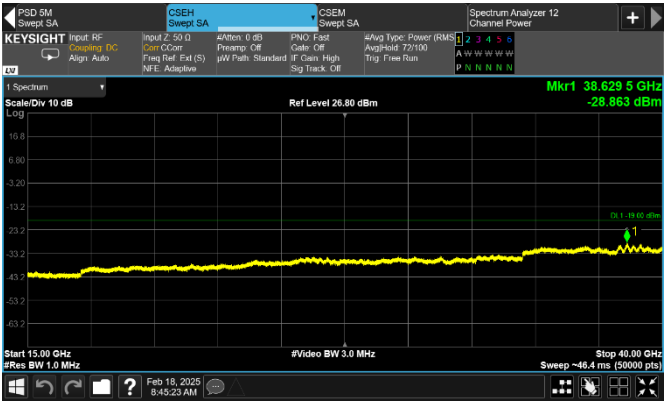 PSD 5M
Swept SA
CSEH
Swept SA
CSEM
Swept SA
Spectrum Analyzer 12
Channel Power
+
KEYSIGHT
LXI
Input: RF
Coupling: DC
Align: Auto
Input Z: 50 Ω
Corr CCorr
Freq Ref: Ext (S)
NFE: Adaptive
#Atten: 0 dB
Preamp: Off
µW Path: Standard
PNO: Fast
Gate: Off
IF Gain: High
Sig Track: Off
#Avg Type: Power (RMS
Avg|Hold: 72/100
Trig: Free Run
1 2 3 4 5 6
A W W W W W
P N N N N N
1 Spectrum
Scale/Div 10 dB
Ref Level 26.80 dBm
Mkr1 38.629 5 GHz
-28.863 dBm
Log
16.8
6.80
-3.20
-13.2
-23.2
-33.2
-43.2
-53.2
-63.2
DL1 -19.00 dBm
1
Start 15.00 GHz
#Res BW 1.0 MHz
#Video BW 3.0 MHz
Stop 40.00 GHz
Sweep ~46.4 ms (50000 pts)
?
Feb 18, 2025
8:45:23 AM